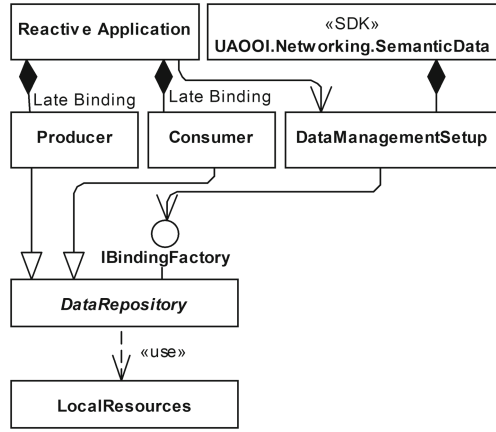 Reactive Application
«SDK»
UAOOI.Networking.SemanticData
Late Binding
Late Binding
Producer
Consumer
DataManagementSetup
IBindingFactory
DataRepository
«use»
LocalResources